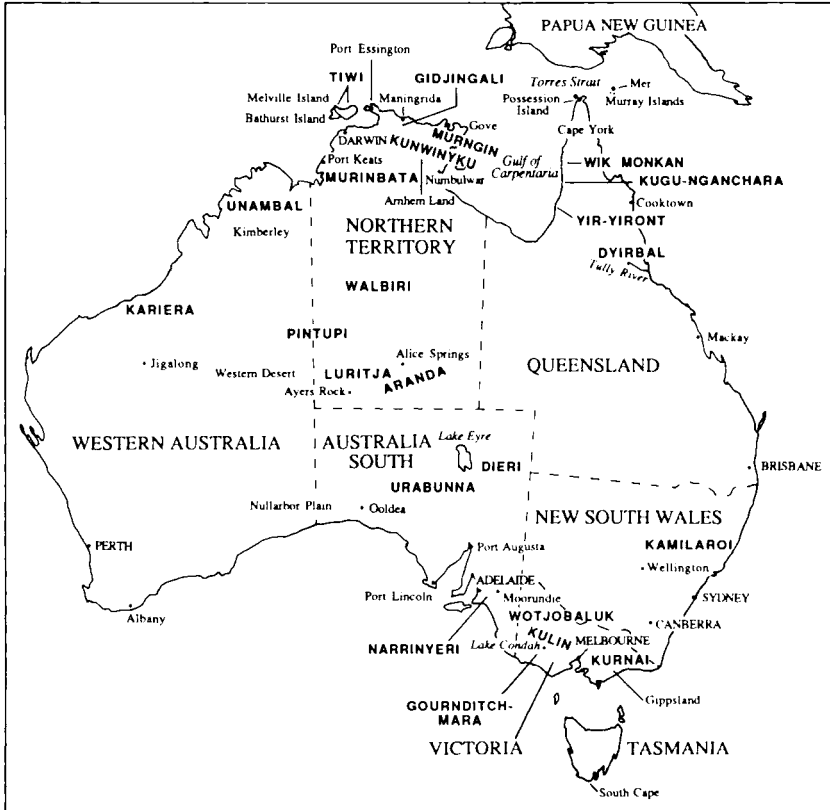 PAPUA NEW GUINEA
Port Essington
TIWI
GIDJINGALI
Torres Strait
Mer
Melville Island
Maningrida
Possession
Island
Murray Islands
Bathurst Island
Gove
Cape York
DARWIN
KUNWINYKU
MURNGIN
Gulf of
Carpentaria
WIK MONKAN
Port Keats
MURINBATA
Numbulwar
KUGU-NGANCHARA
Arnhem Land
UNAMBAL
Cooktown
Kimberley
NORTHERN
TERRITORY
YIR-YIRONT
DYIRBAL
Tully River
WALBIRI
KARIERA
PINTUPI
Mackay
Jigalong
Western Desert
Alice Springs
LURITJA
ARANDA
QUEENSLAND
Ayers Rock
WESTERN AUSTRALIA
AUSTRALIA
SOUTH
Lake Eyre
DIERI
BRISBANE
URABUNNA
Nullarbor Plain
Ooldea
NEW SOUTH WALES
PERTH
Port Augusta
KAMILAROI
Wellington
Albany
Port Lincoln
ADELAIDE
Moorundie
SYDNEY
WOTJOBALUK
CANBERRA
NARRINYERI
KULIN
MELBOURNE
Lake Condah
KURNAI
GOURNDITCH-
MARA
Gippsland
VICTORIA
TASMANIA
South Cape